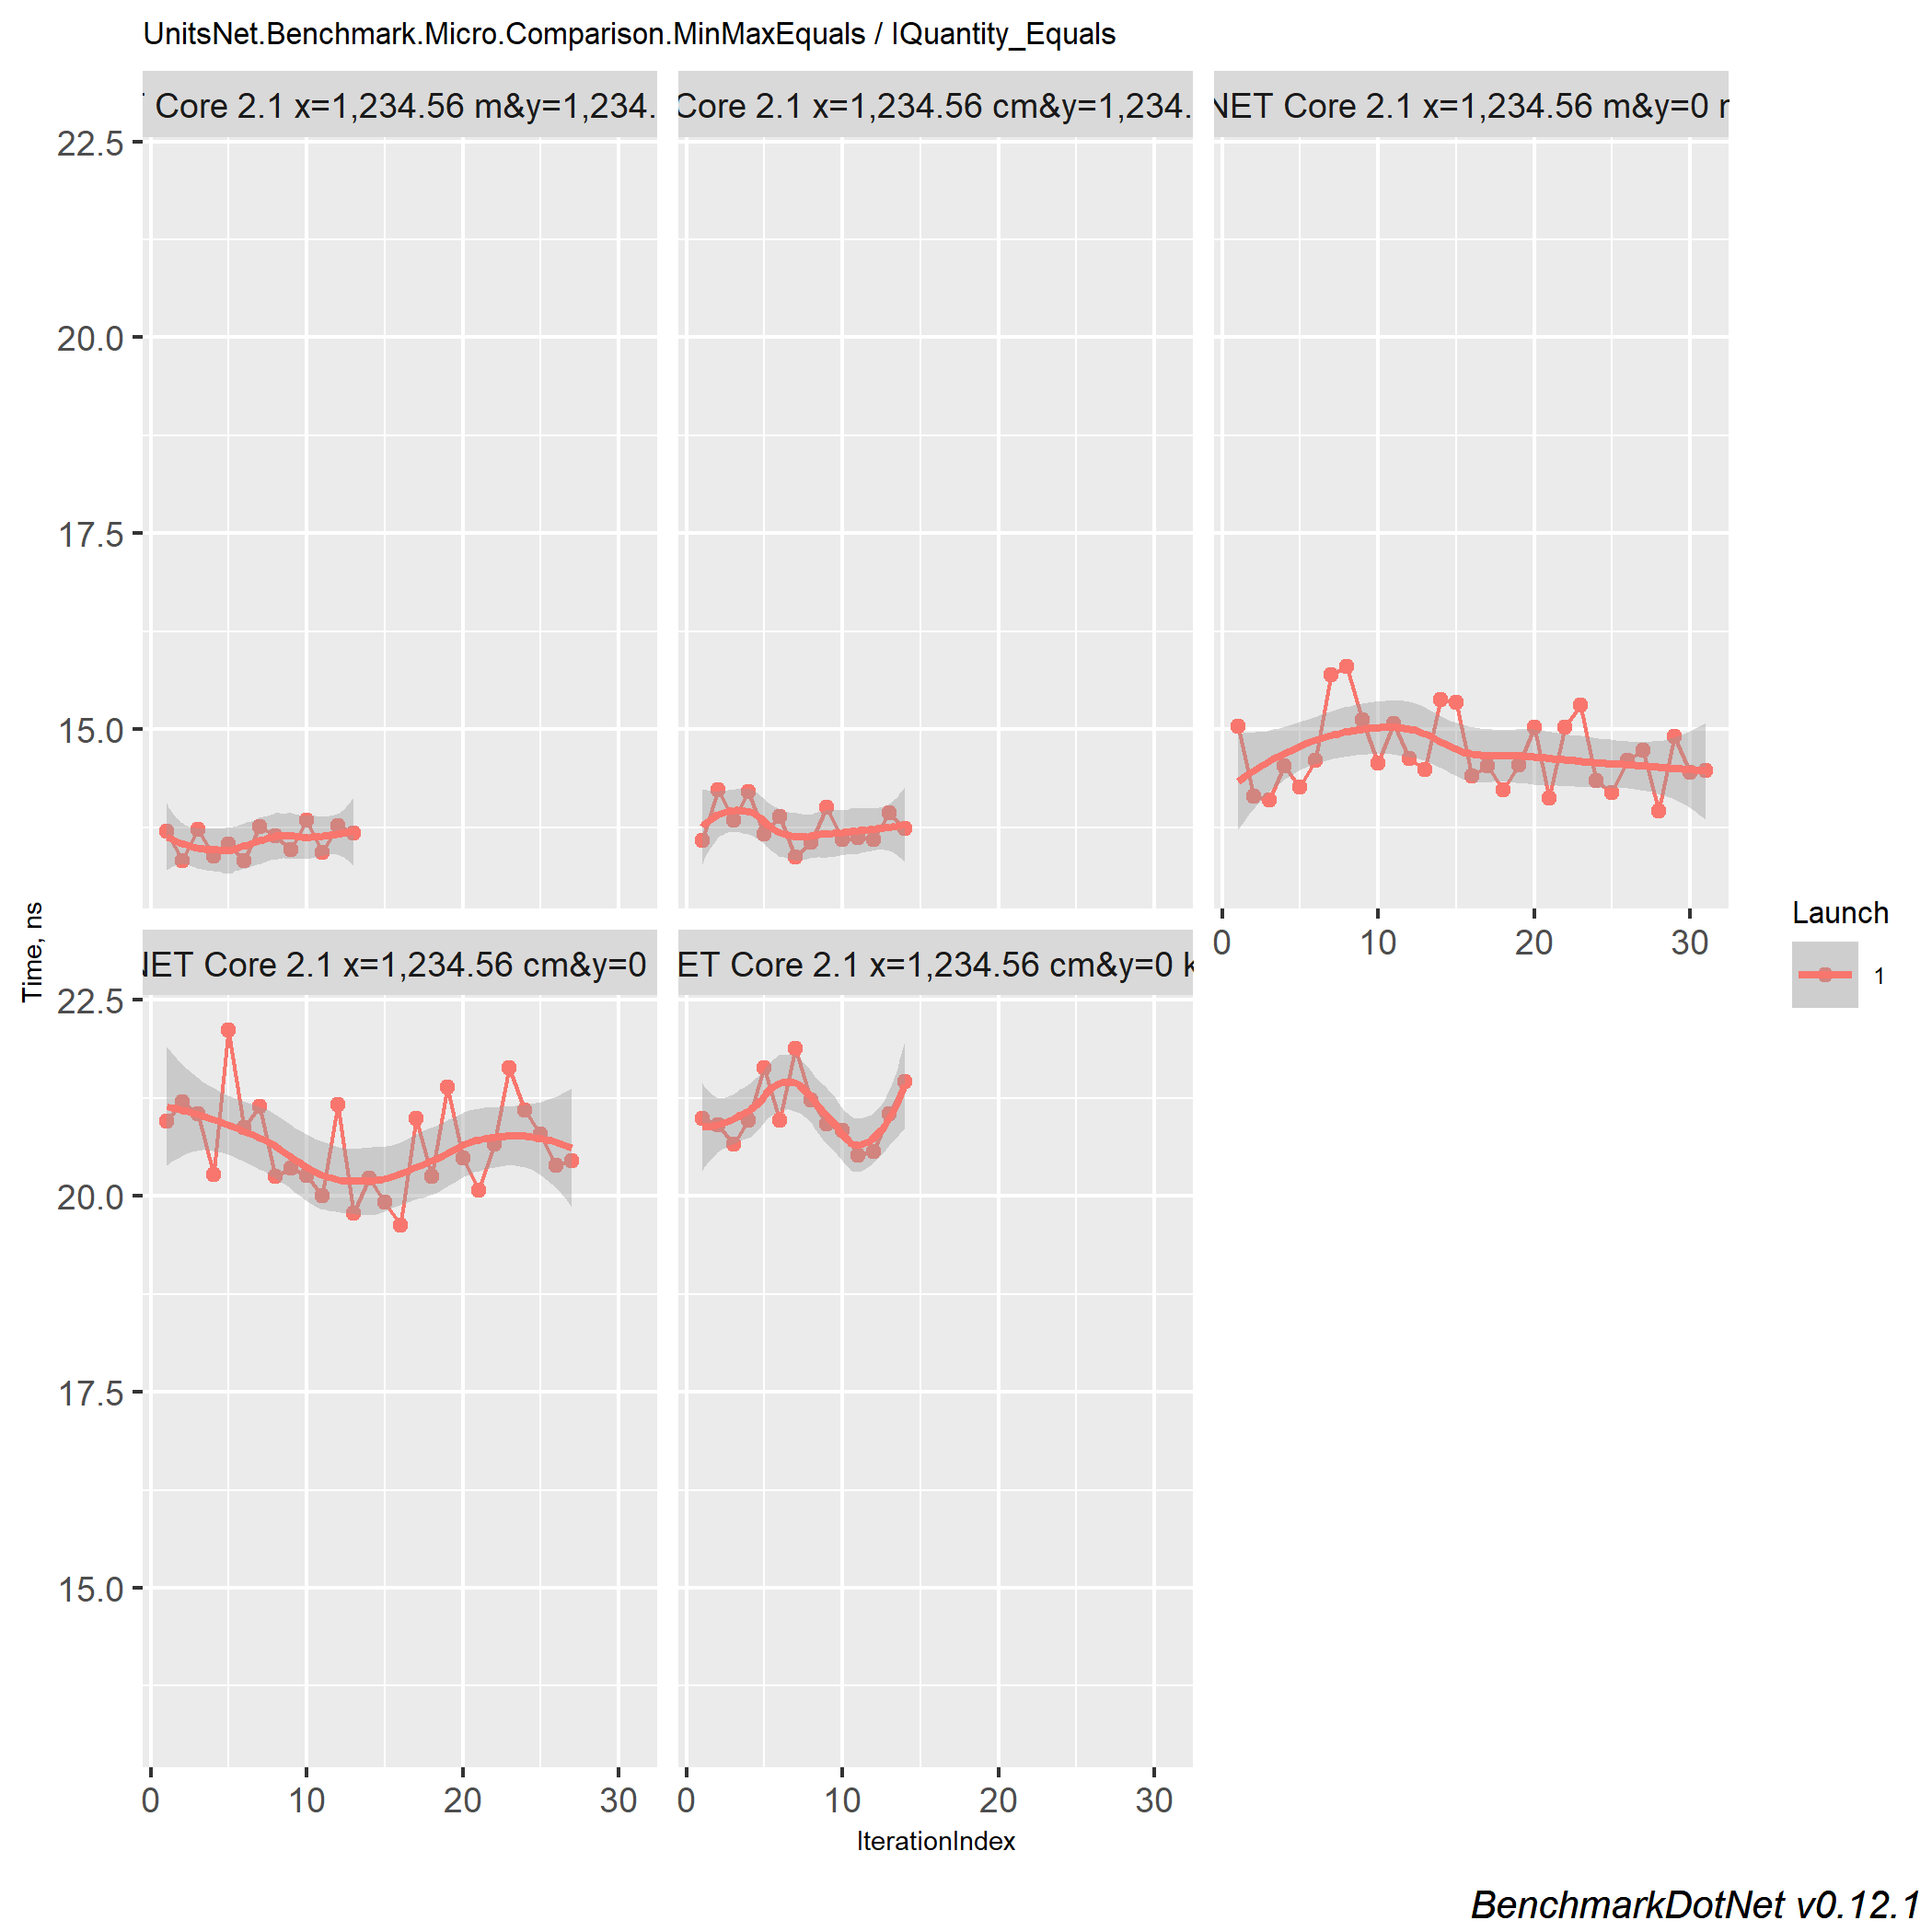 UnitsNet.Benchmark.Micro.Comparison.MinMaxEquals / IQuantity_Equals
Core 2.1 x=1,234.56 m&y=1,234.
Core 2.1 x=1,234.56 cm&y=1,234.
NET Core 2.1 x=1,234.56 m&y=0
22.5
20.0
17.5
15.0
0
10
20
30
ET Core 2.1 x=1,234.56 cm&y=0
ET Core 2.1 x=1,234.56 cm&y=0 k
22.5
20.0
17.5
15.0
0
10
20
30
0
10
20
30
Time, ns
IterationIndex
Launch
1
BenchmarkDotNet v0.12.1